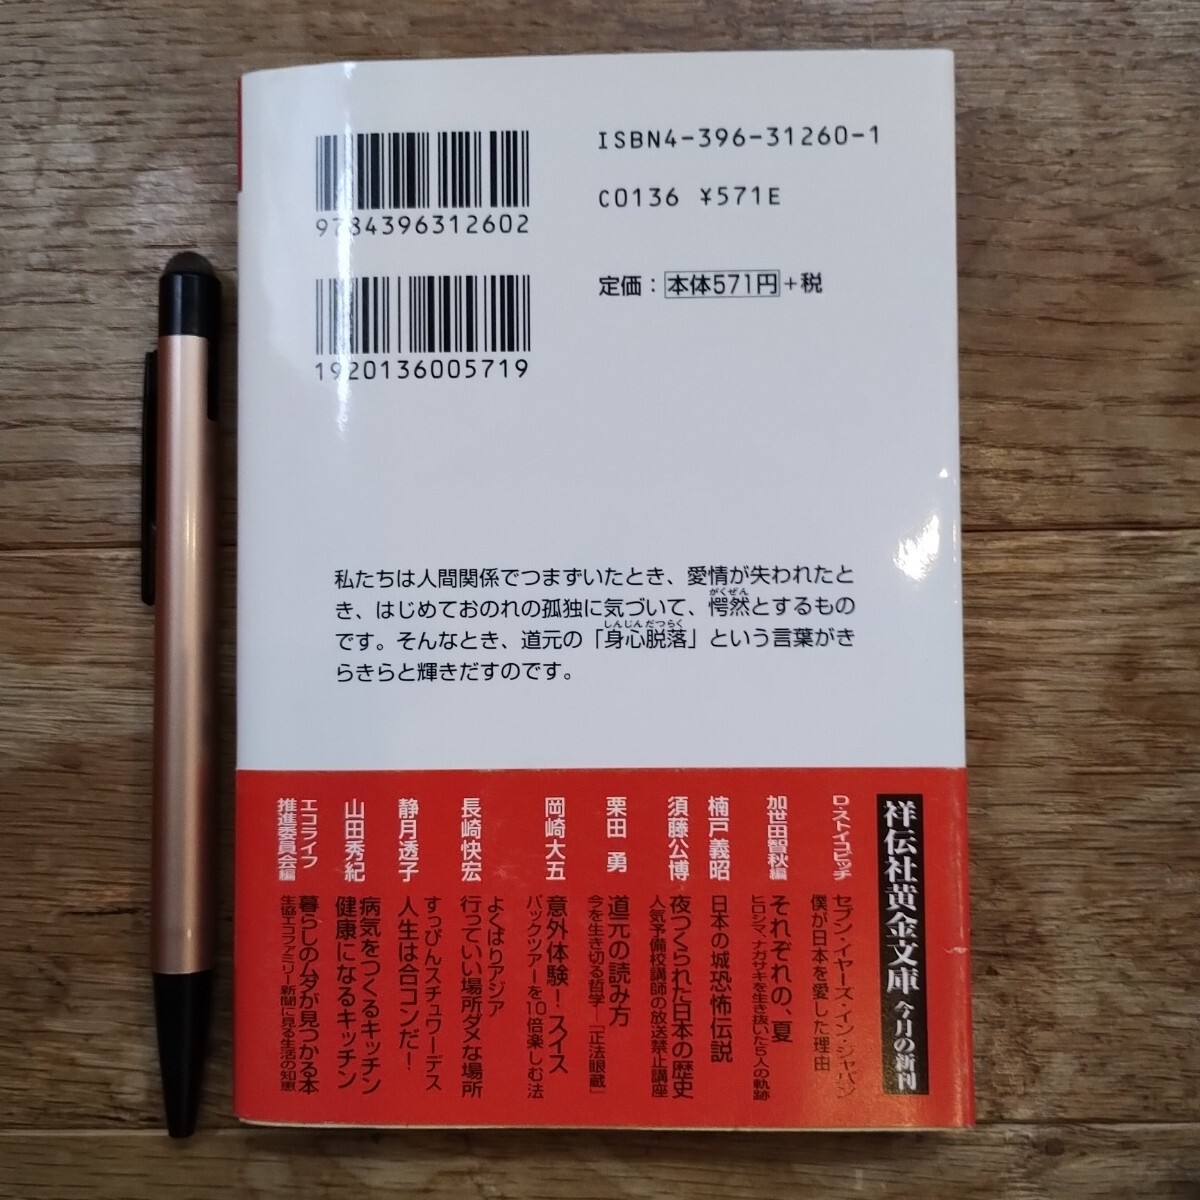 9784396312602
1920136005719
ISBN4-396-31260-1
C0136 ¥571E
定価：本体571円+税
私たちは人間関係でつまずいたとき、愛情が失われたと
がくぜん
き、はじめておのれの孤独に気づいて、愕然とするもの
しんじんだつらく
です。そんなとき、道元の「身心脱落」という言葉がき
らきらと輝きだすのです。
祥伝社黄金文庫 今月の新刊
D・ストイコビッチ
セブン・イヤーズ・イン・ジャパン
僕が日本を愛した理由
加世田智秋編
それぞれの、夏
ヒロシマ、ナガサキを生き抜いた5人の軌跡
楠戸義昭
日本の城恐怖伝説
須藤公博
夜つくられた日本の歴史
人気予備校講師の放送禁止講座
栗田 勇
道元の読み方
今を生き切る哲学―「正法眼蔵」
岡崎大五
意外体験！スイス
パックツアーを10倍楽しむ法
長崎快宏
よくばりアジア
行っていい場所ダメな場所
静月透子
すっぴんスチュワーデス
人生は合コンだ！
山田秀紀
病気をつくるキッチン
健康になるキッチン
エコライフ
推進委員会編
暮らしのムダが見つかる本
生協エコファミリー新聞に見る生活の知恵